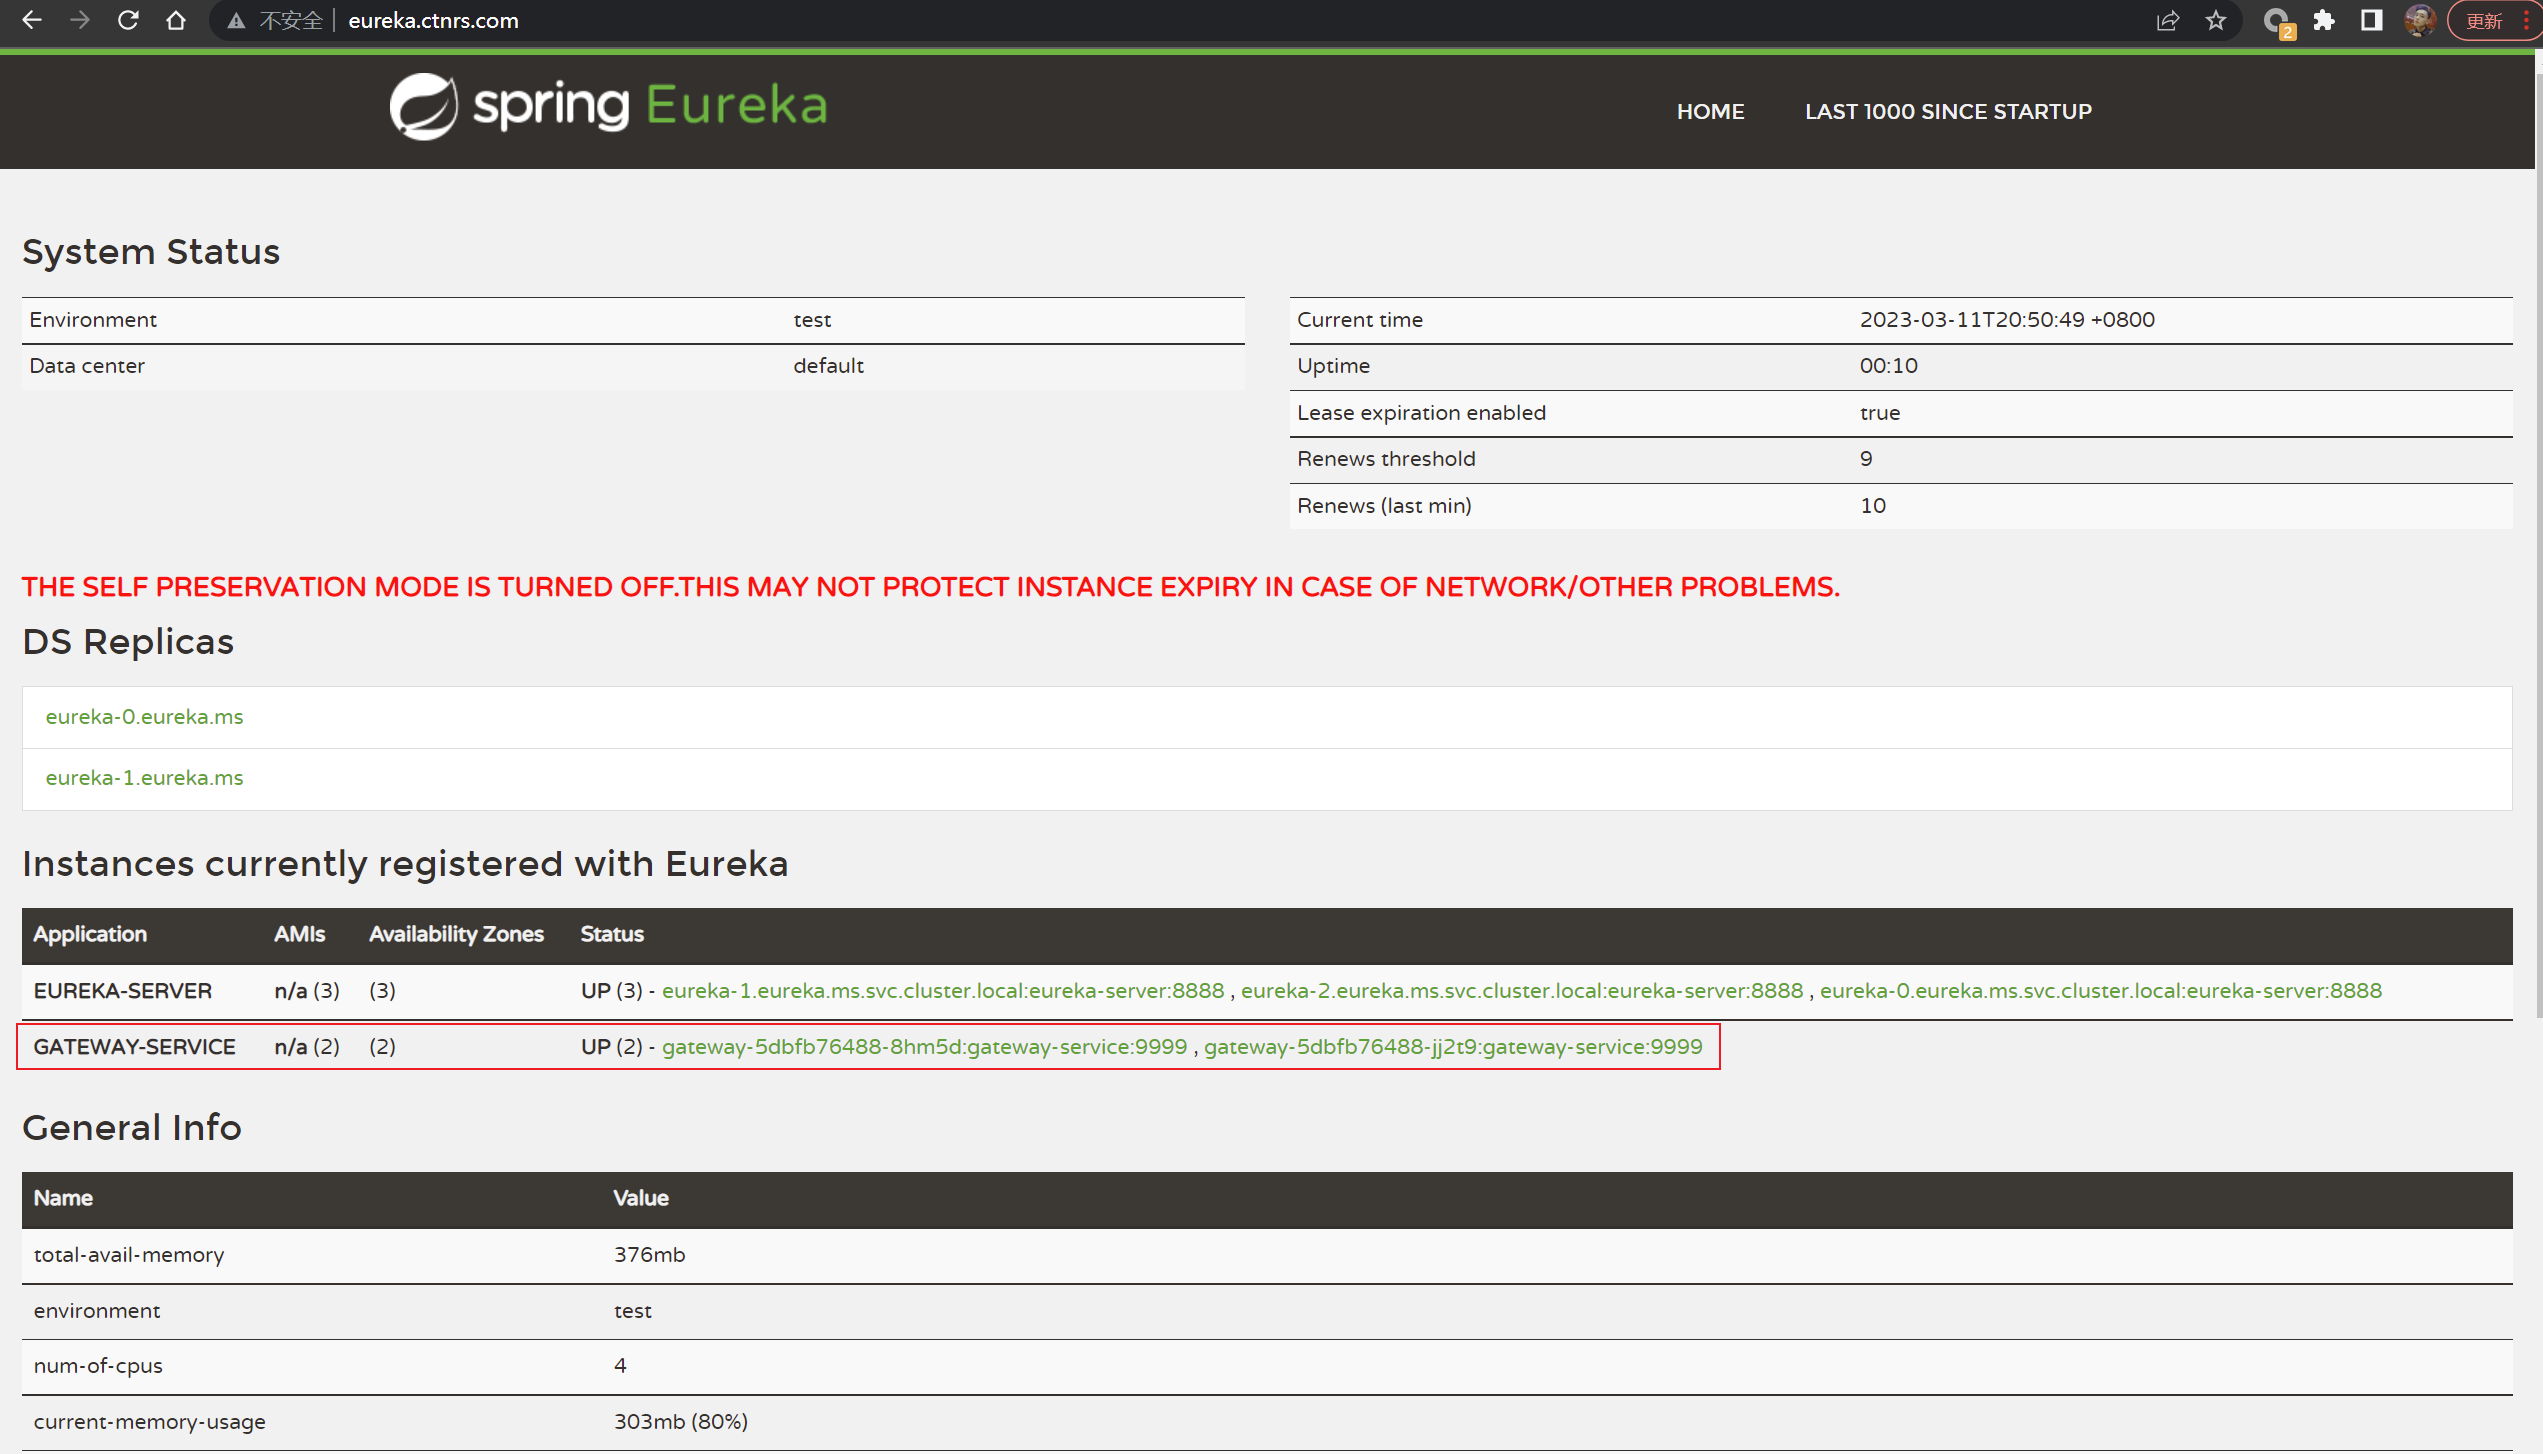 不安全 eureka.ctnrs.com 2 更新
spring Eureka HOME LAST 1000 SINCE STARTUP
System Status
Environment test
Data center default
Current time 2023-03-11T20:50:49 +0800
Uptime 00:10
Lease expiration enabled true
Renews threshold 9
Renews (last min) 10
THE SELF PRESERVATION MODE IS TURNED OFF.THIS MAY NOT PROTECT INSTANCE EXPIRY IN CASE OF NETWORK/OTHER PROBLEMS.
DS Replicas
eureka-0.eureka.ms
eureka-1.eureka.ms
Instances currently registered with Eureka
Application AMIs Availability Zones Status
EUREKA-SERVER n/a (3) (3) UP (3) - eureka-1.eureka.ms.svc.cluster.local:eureka-server:8888 , eureka-2.eureka.ms.svc.cluster.local:eureka-server:8888 , eureka-0.eureka.ms.svc.cluster.local:eureka-server:8888
GATEWAY-SERVICE n/a (2) (2) UP (2) - gateway-5dbfb76488-8hm5d:gateway-service:9999 , gateway-5dbfb76488-jj2t9:gateway-service:9999
General Info
Name Value
total-avail-memory 376mb
environment test
num-of-cpus 4
current-memory-usage 303mb (80%)